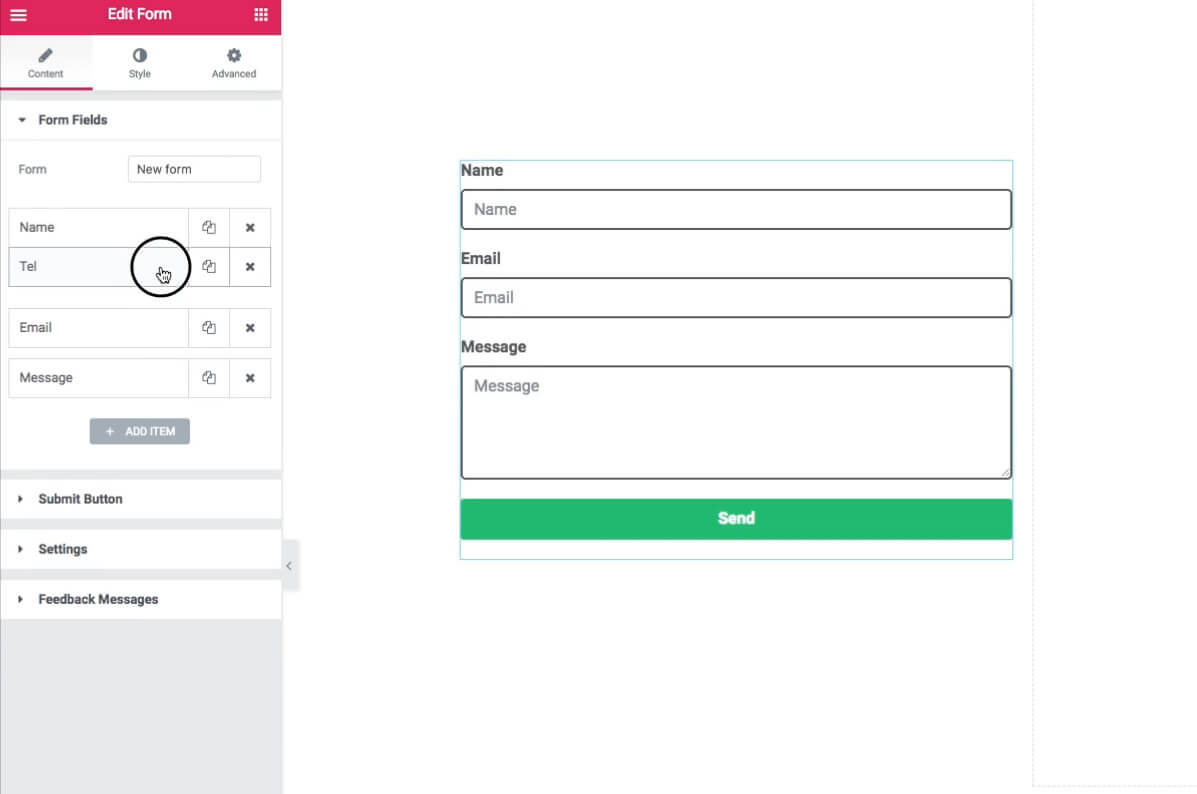 Edit Form
Content Style Advanced
Form Fields
Form New form
Name
Tel
Email
Message
+ ADD ITEM
Submit Button
Settings
Feedback Messages
Name
Name
Email
Email
Message
Message
Send